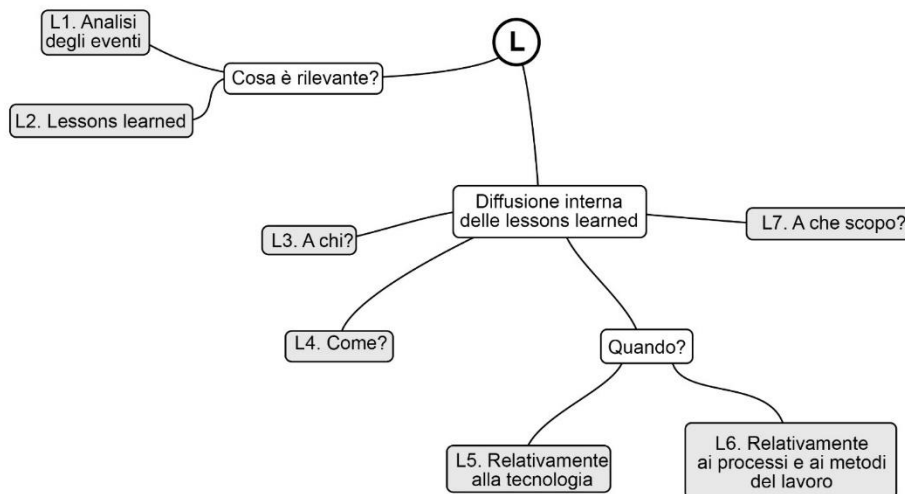 L
L1. Analisi
degli eventi
Cosa è rilevante?
L2. Lessons learned
Diffusione interna
delle lessons learned
L3. A chi?
L7. A che scopo?
L4. Come?
Quando?
L5. Relativamente
alla tecnologia
L6. Relativamente
ai processi e ai metodi
del lavoro